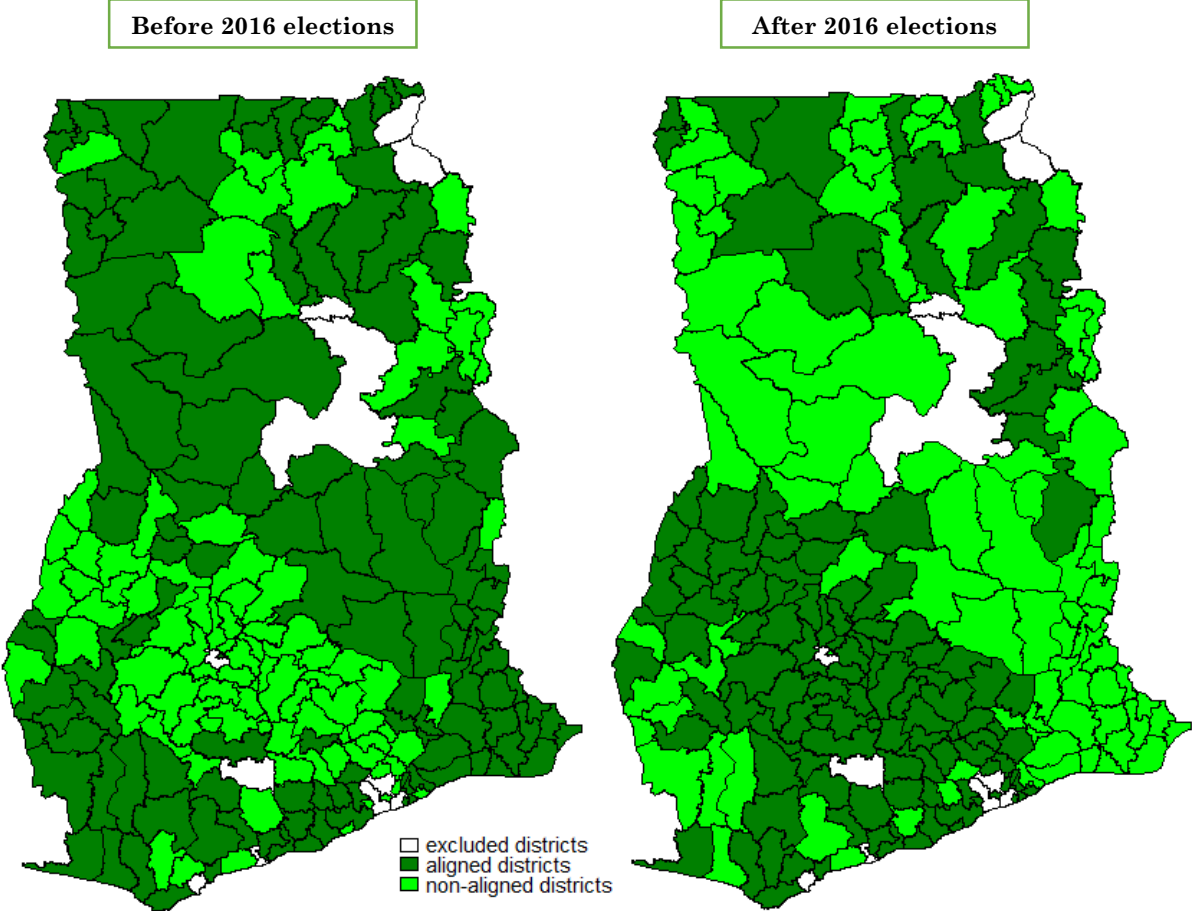 Before 2016 elections
After 2016 elections
excluded districts
aligned districts
non-aligned districts